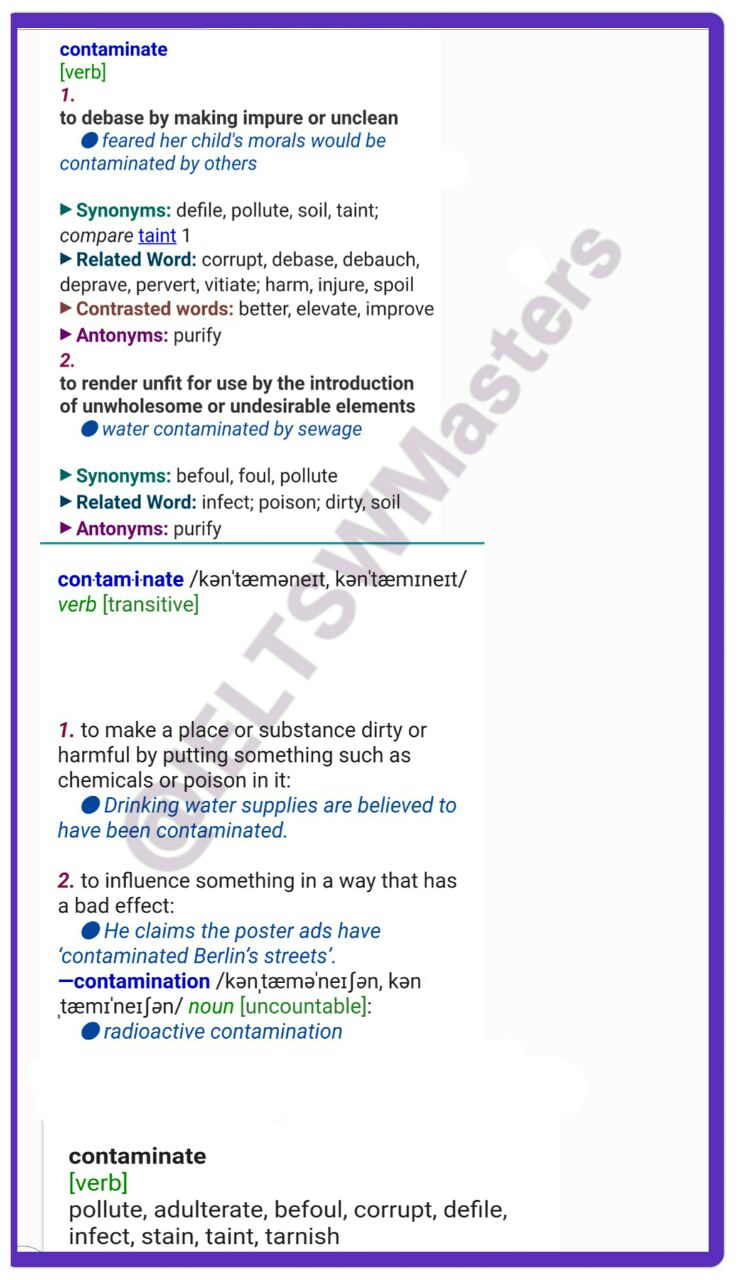 contaminate
[verb]
1.
to debase by making impure or unclean
● feared her child's morals would be
contaminated by others
►Synonyms: defile, pollute, soil, taint;
compare taint 1
►Related Word: corrupt, debase, debauch,
deprave, pervert, vitiate; harm, injure, spoil
►Contrasted words: better, elevate, improve
►Antonyms: purify
2.
to render unfit for use by the introduction
of unwholesome or undesirable elements
● water contaminated by sewage
►Synonyms: befoul, foul, pollute
►Related Word: infect; poison; dirty, soil
►Antonyms: purify
con·tam·i·nate /kənˈtæməneɪt, kənˈtæmɪneɪt/
verb [transitive]
1. to make a place or substance dirty or
harmful by putting something such as
chemicals or poison in it:
● Drinking water supplies are believed to
have been contaminated.
2. to influence something in a way that has
a bad effect:
● He claims the poster ads have
‘contaminated Berlin’s streets’.
—contamination /kənˌtæməˈneɪʃən, kən
ˌtæmɪˈneɪʃən/ noun [uncountable]:
● radioactive contamination
contaminate
[verb]
pollute, adulterate, befoul, corrupt, defile,
infect, stain, taint, tarnish
@IELTSWMasters